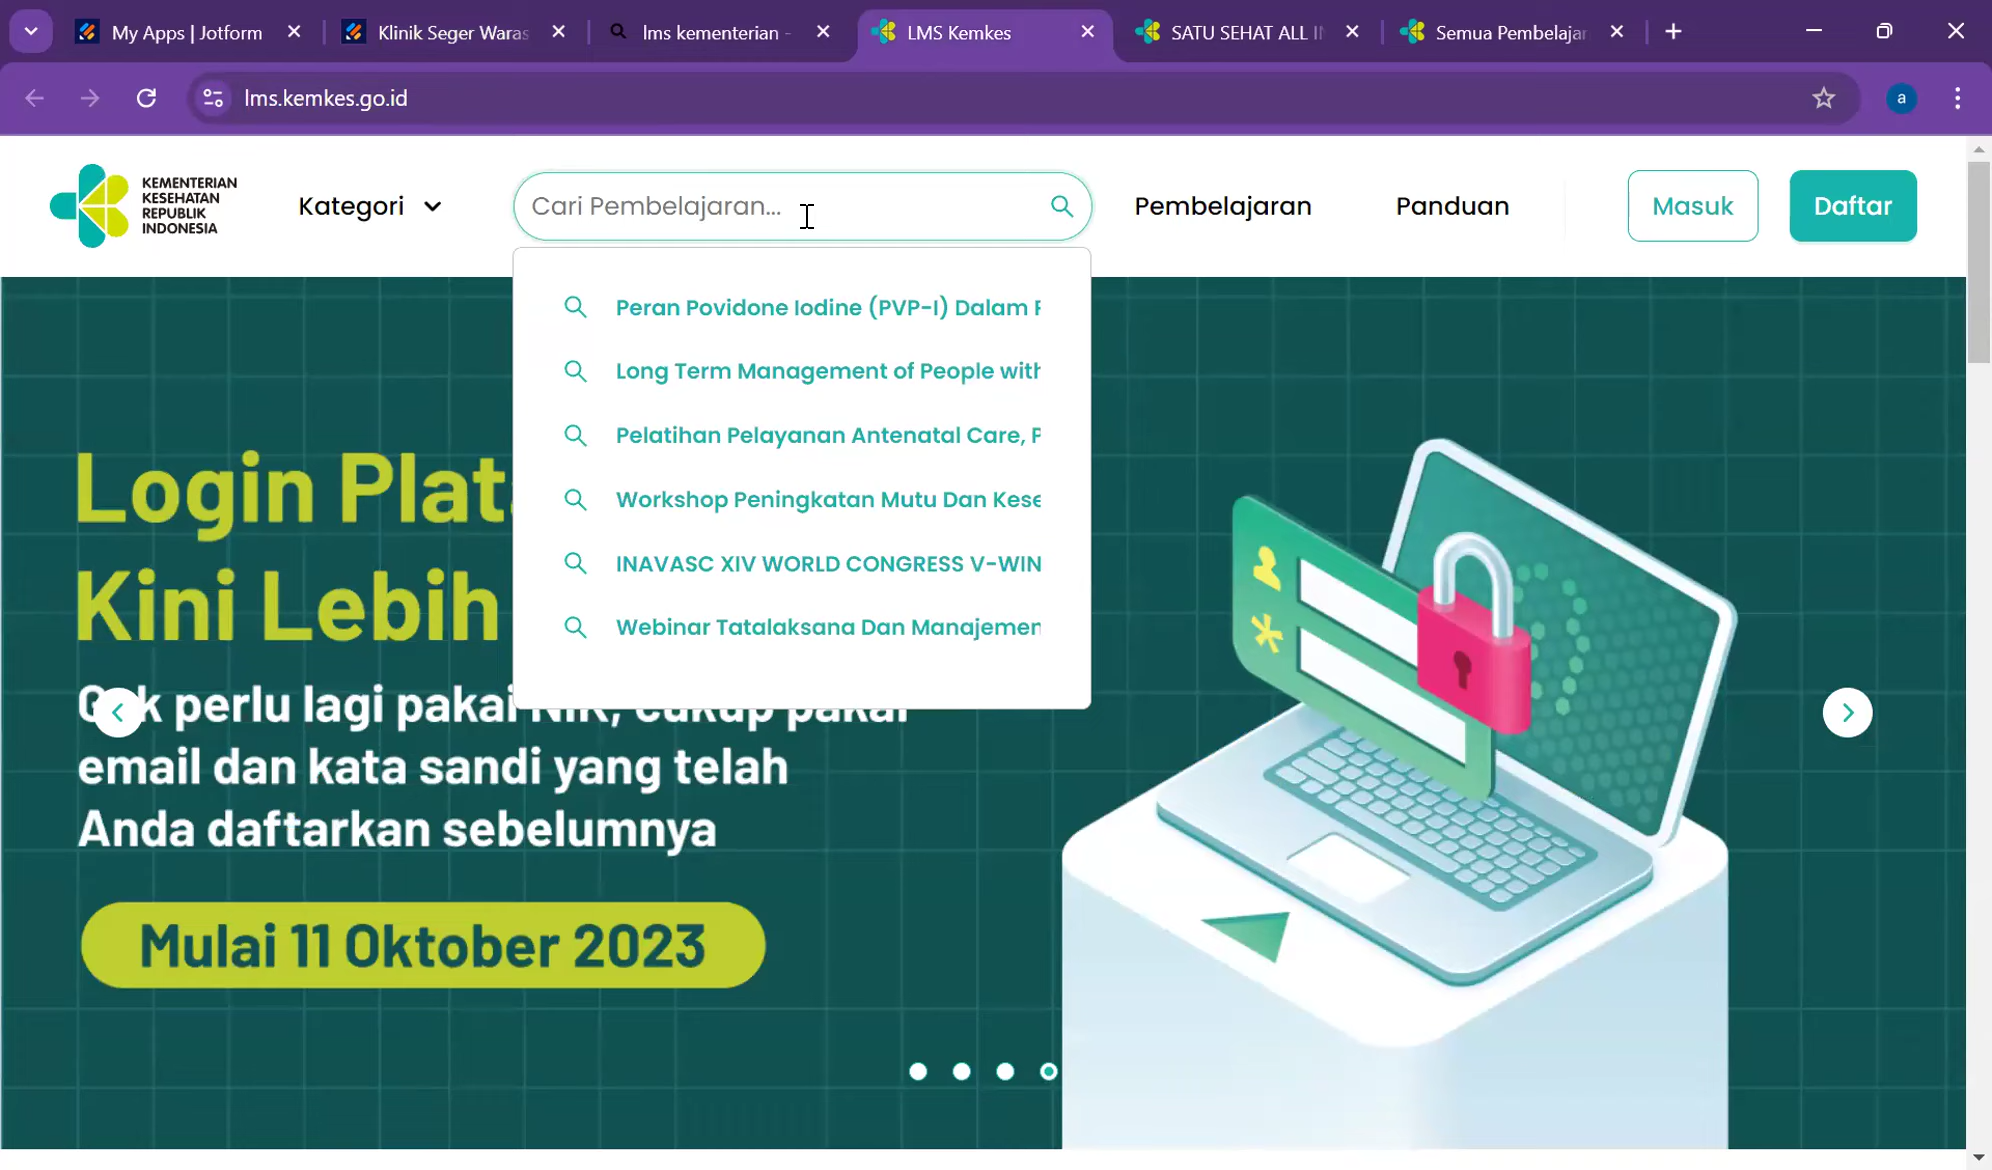 My Apps | Jotform
Klinik Seger Waras
lms kementerian -
LMS Kemkes
SATU SEHAT ALL
Semua Pembelajar
lms.kemkes.go.id
a
KEMENTERIAN
KESEHATAN
REPUBLIK
INDONESIA
Kategori
Cari Pembelajaran...
Pembelajaran
Panduan
Masuk
Daftar
Peran Povidone Iodine (PVP-I) Dalam
Long Term Management of People with
Pelatihan Pelayanan Antenatal Care,
Workshop Peningkatan Mutu Dan Kese
INAVASC XIV WORLD CONGRESS V-WIN
Webinar Tatalaksana Dan Manajemen
Login Plat
Kini Lebih
perlu lagi pakai NIK, cukup pakai
email dan kata sandi yang telah
Anda daftarkan sebelumnya
Mulai 11 Oktober 2023